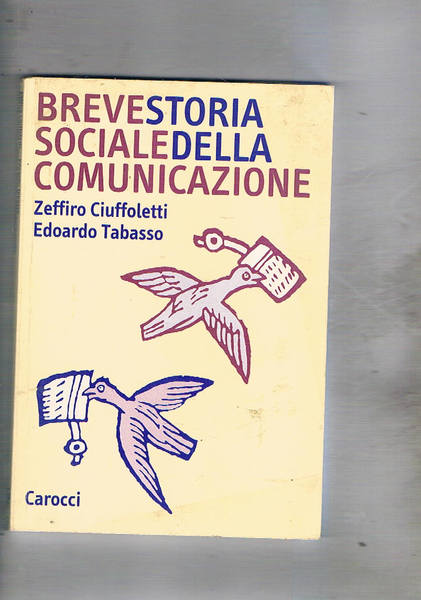 BREVESTORIA
SOCIALEDELLA
COMUNICAZIONE
Zeffiro Ciuffoletti
Edoardo Tabasso
Carocci